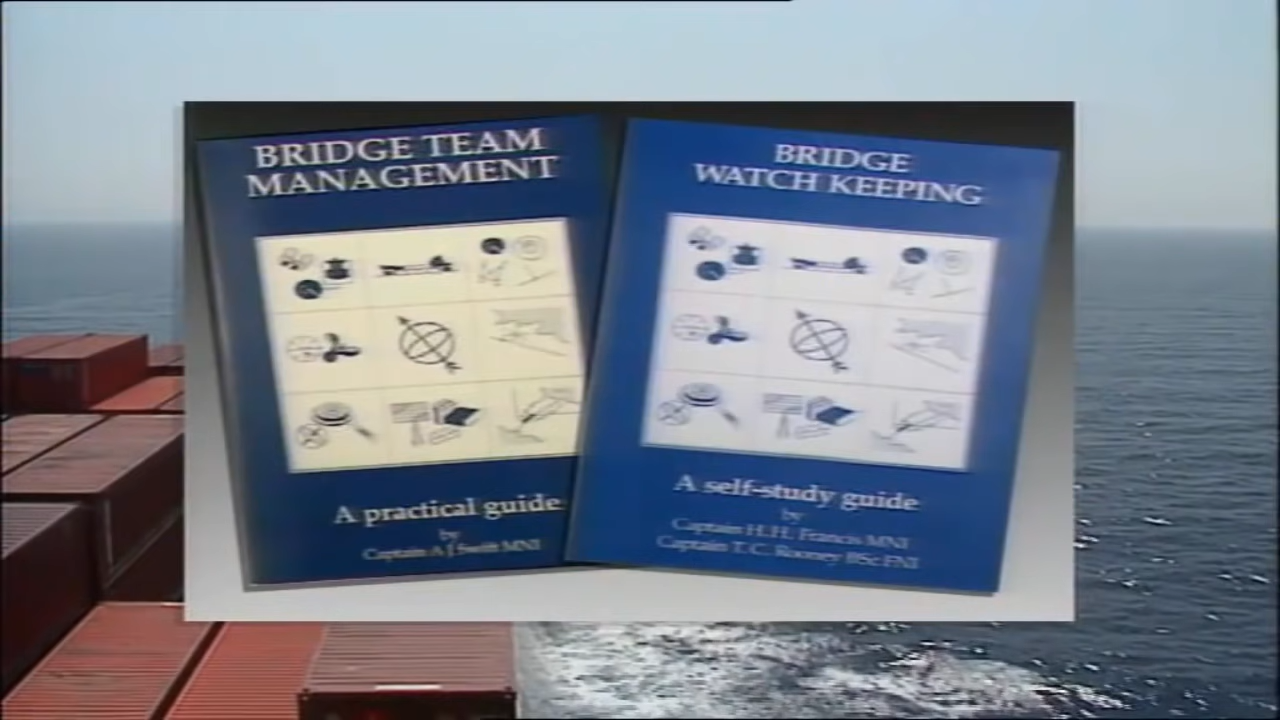 BRIDGE TEAM
MANAGEMENT
A practical guide
by
Captain A J Swift MNI
BRIDGE
WATCH KEEPING
A self-study guide
by
Captain H.H. Francis MNI
Captain T.C. Rooney BSc FNI